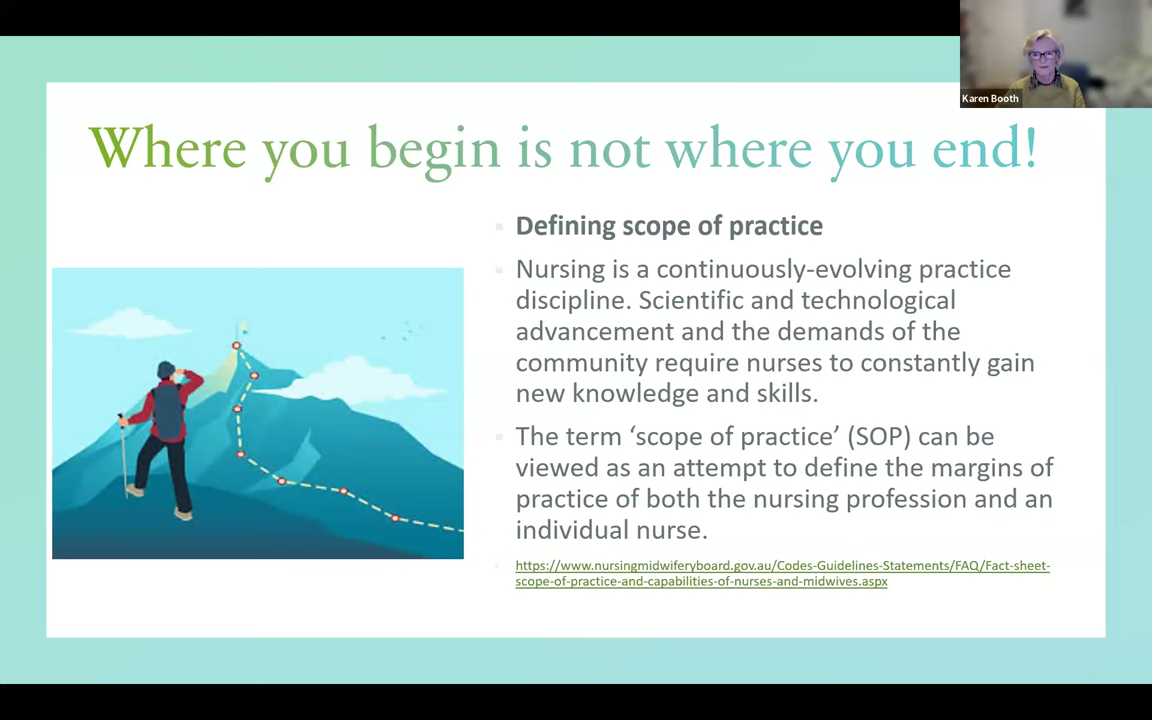 Karen Booth
Where you begin is not where you end!
Defining scope of practice
Nursing is a continuously-evolving practice
discipline. Scientific and technological
advancement and the demands of the
community require nurses to constantly gain
new knowledge and skills.
The term ‘scope of practice’ (SOP) can be
viewed as an attempt to define the margins of
practice of both the nursing profession and an
individual nurse.
https://www.nursingmidwiferyboard.gov.au/Codes-Guidelines-Statements/FAQ/Fact-sheet-
scope-of-practice-and-capabilities-of-nurses-and-midwives.aspx